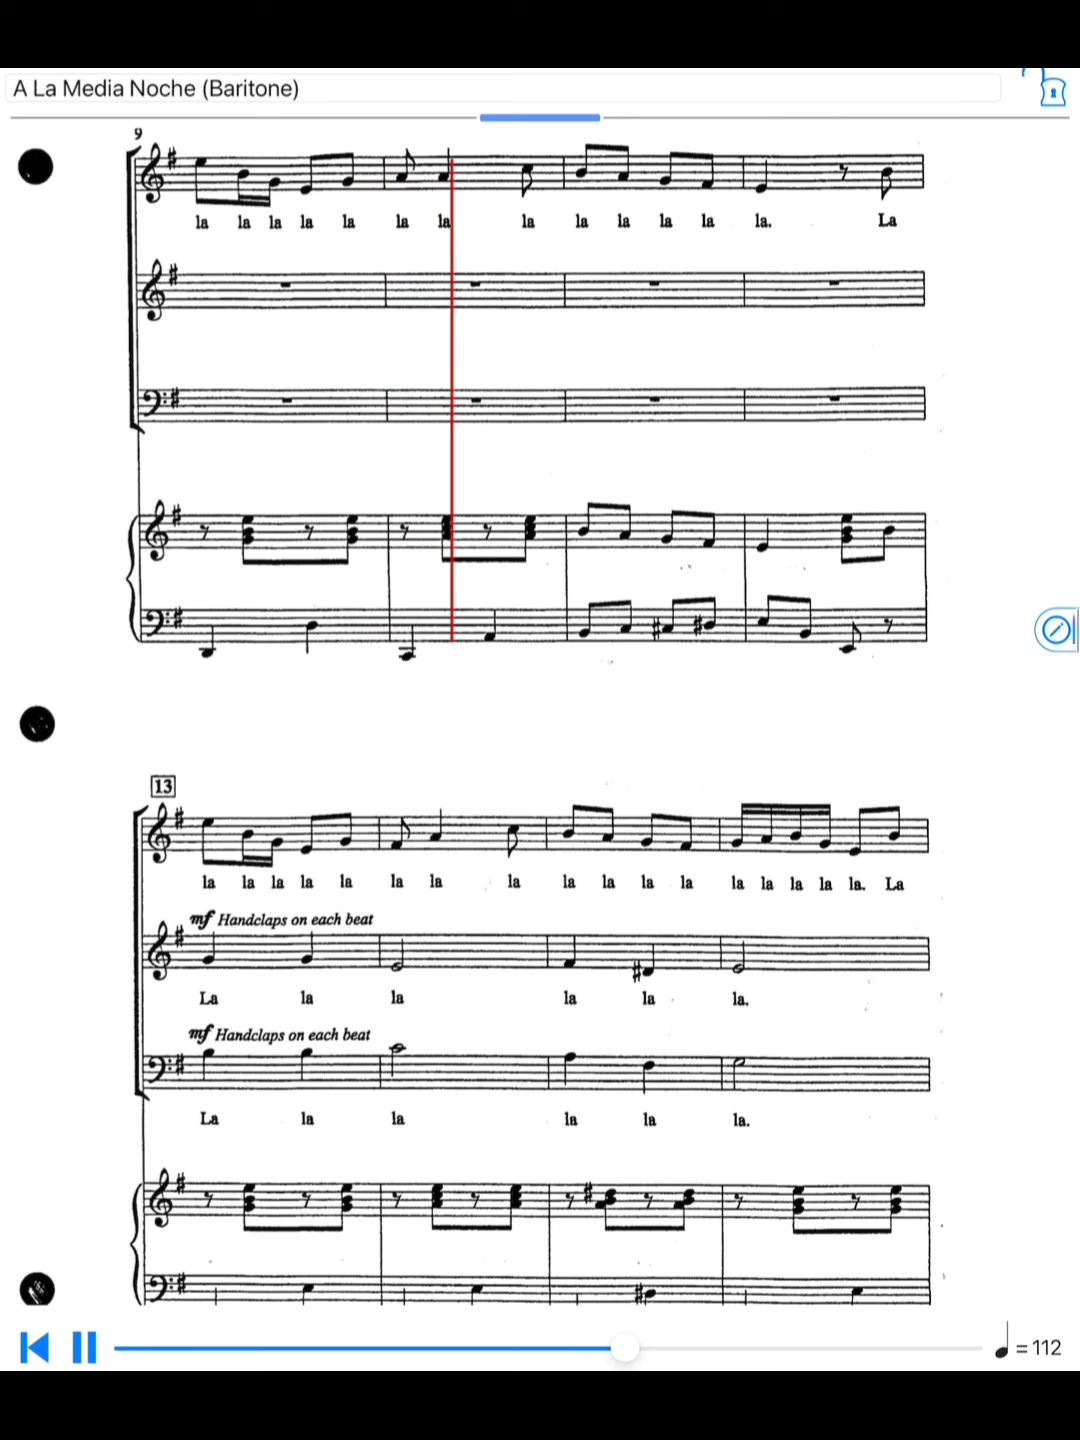 A La Media Noche (Baritone)
9
la la la la la la la la la la la la la. La
13
la la la la la la la la la la la la la la la la la. La
mf Handclaps on each beat
La la la la la la.
mf Handclaps on each beat
La la la la la la.
= 112